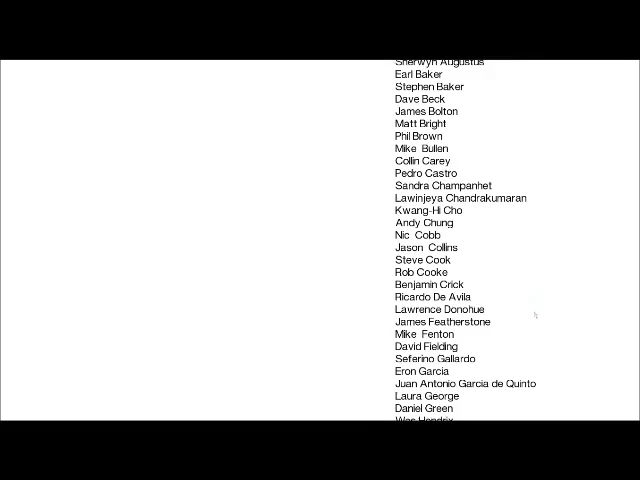 Sherwyn Augustus
Earl Baker
Stephen Baker
Dave Beck
James Bolton
Matt Bright
Phil Brown
Mike  Bullen
Collin Carey
Pedro Castro
Sandra Champanhet
Lawinjeya Chandrakumaran
Kwang-Hi Cho
Andy Chung
Nic  Cobb
Jason  Collins
Steve Cook
Rob Cooke
Benjamin Crick
Ricardo De Avila
Lawrence Donohue
James Featherstone
Mike  Fenton
David Fielding
Seferino Gallardo
Eron Garcia
Juan Antonio Garcia de Quinto
Laura George
Daniel Green